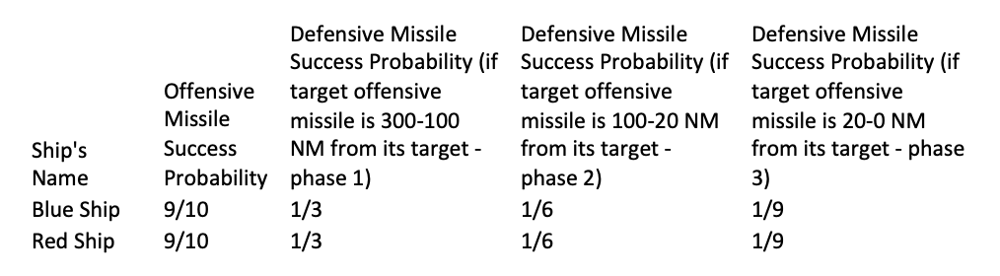 Ship's Name	Offensive Missile Success Probability	Defensive Missile Success Probability (if target offensive missile is 300-100 NM from its target - phase 1)	Defensive Missile Success Probability (if target offensive missile is 100-20 NM from its target - phase 2)	Defensive Missile Success Probability (if target offensive missile is 20-0 NM from its target - phase 3)
Blue Ship	9/10	1/3	1/6	1/9
Red Ship	9/10	1/3	1/6	1/9